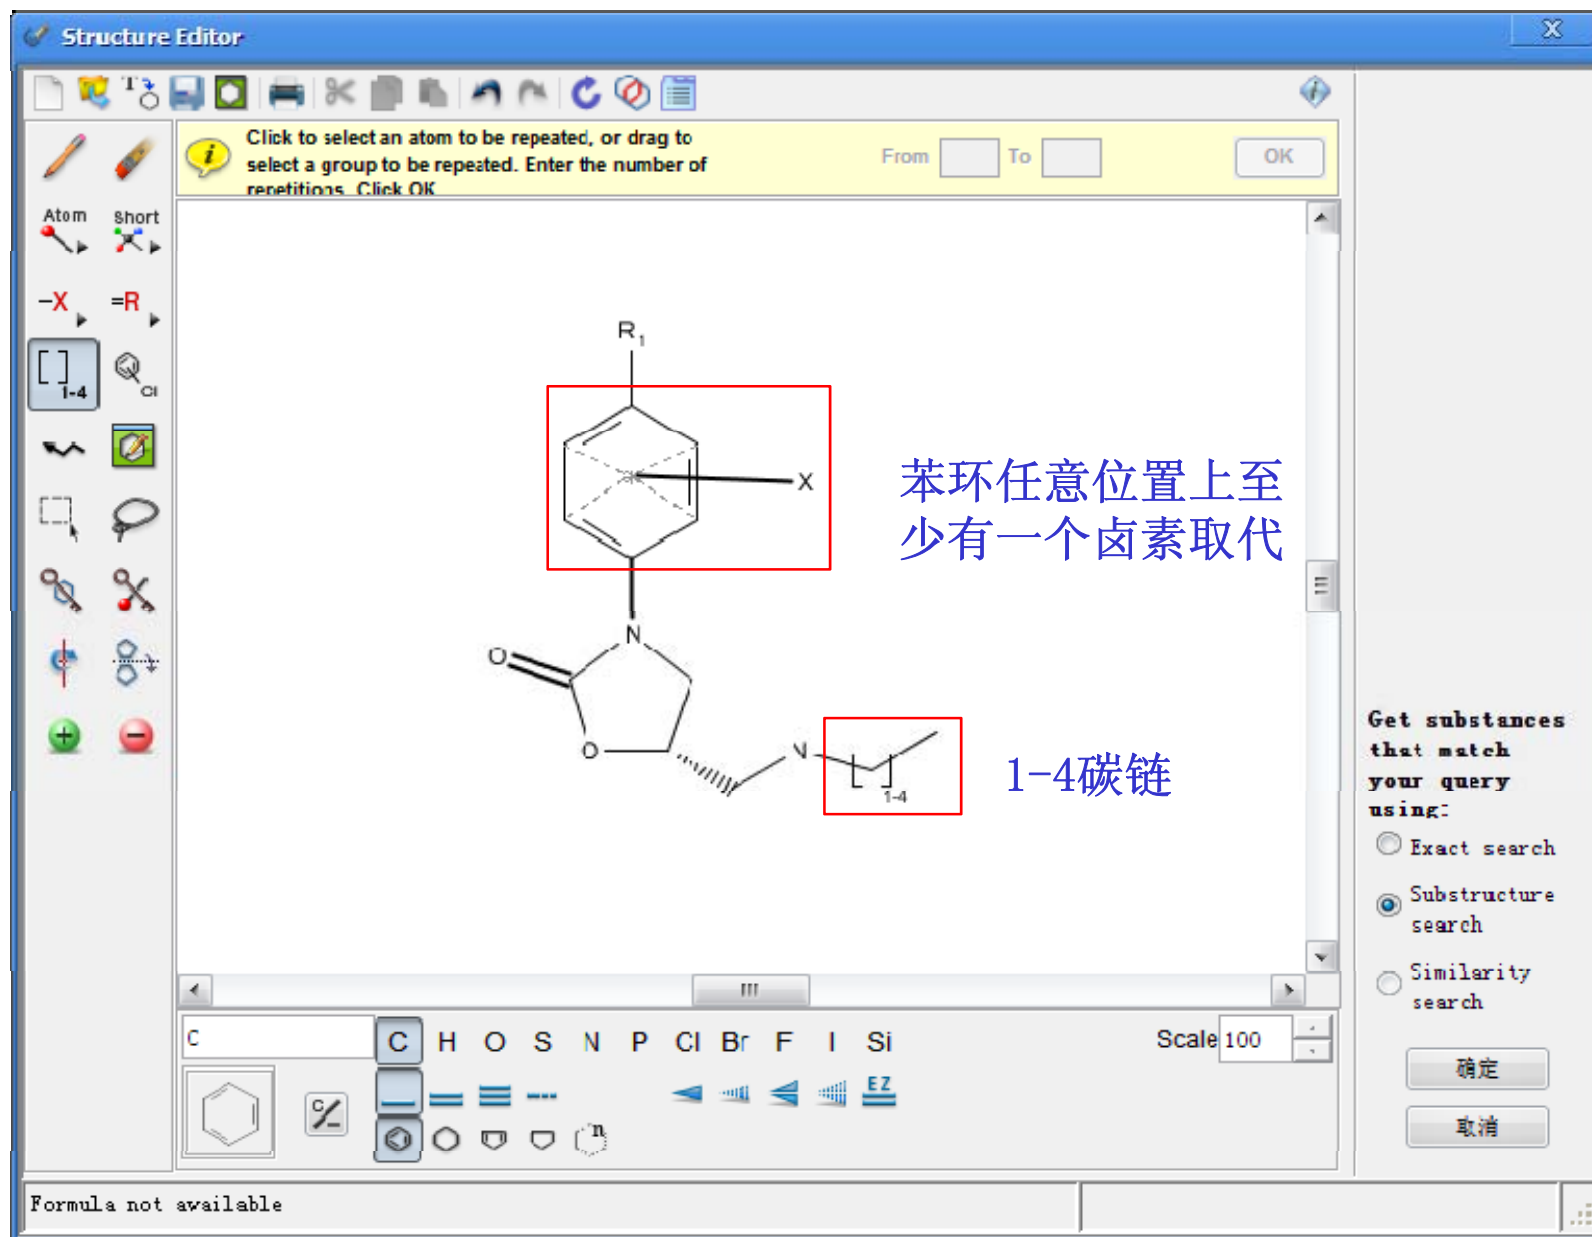 Structure Editor
Click to select an atom to be repeated, or drag to
select a group to be repeated. Enter the number of
repetitions. Click OK
From To OK
Atom Short
-X =R
[ ]1-4 Cl
R1
X
苯环任意位置上至
少有一个卤素取代
N
O
O
N
1-4
1-4碳链
Get substances
that match
your query
using:
Exact search
Substructure
search
Similarity
search
确定
取消
C C H O S N P Cl Br F I Si Scale 100
EZ
n
Formula not available